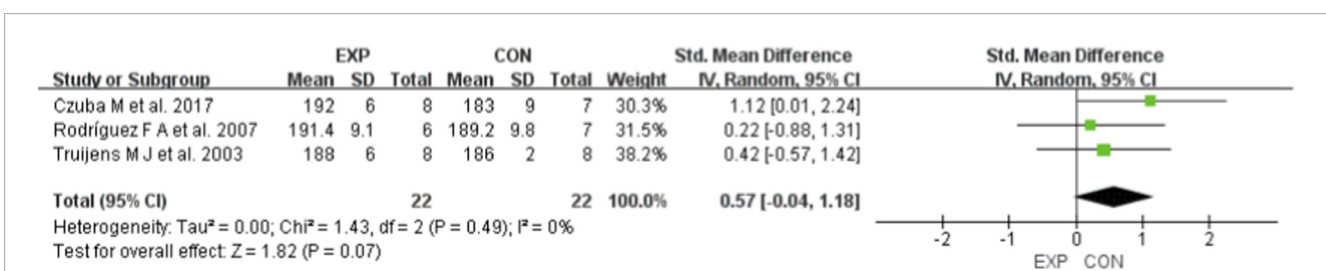 EXP CON Std. Mean Difference Std. Mean Difference
Study or Subgroup Mean SD Total Mean SD Total Weight IV, Random, 95% CI IV, Random, 95% CI
Czuba M et al. 2017 192 6 8 183 9 7 30.3% 1.12 [0.01, 2.24]
Rodríguez F A et al. 2007 191.4 9.1 6 189.2 9.8 7 31.5% 0.22 [-0.88, 1.31]
Truijens M J et al. 2003 188 6 8 186 2 8 38.2% 0.42 [-0.57, 1.42]
Total (95% CI) 22 22 100.0% 0.57 [-0.04, 1.18]
Heterogeneity: Tau² = 0.00; Chi² = 1.43, df = 2 (P = 0.49); I² = 0%
Test for overall effect: Z = 1.82 (P = 0.07)
-2 -1 0 1 2
EXP CON